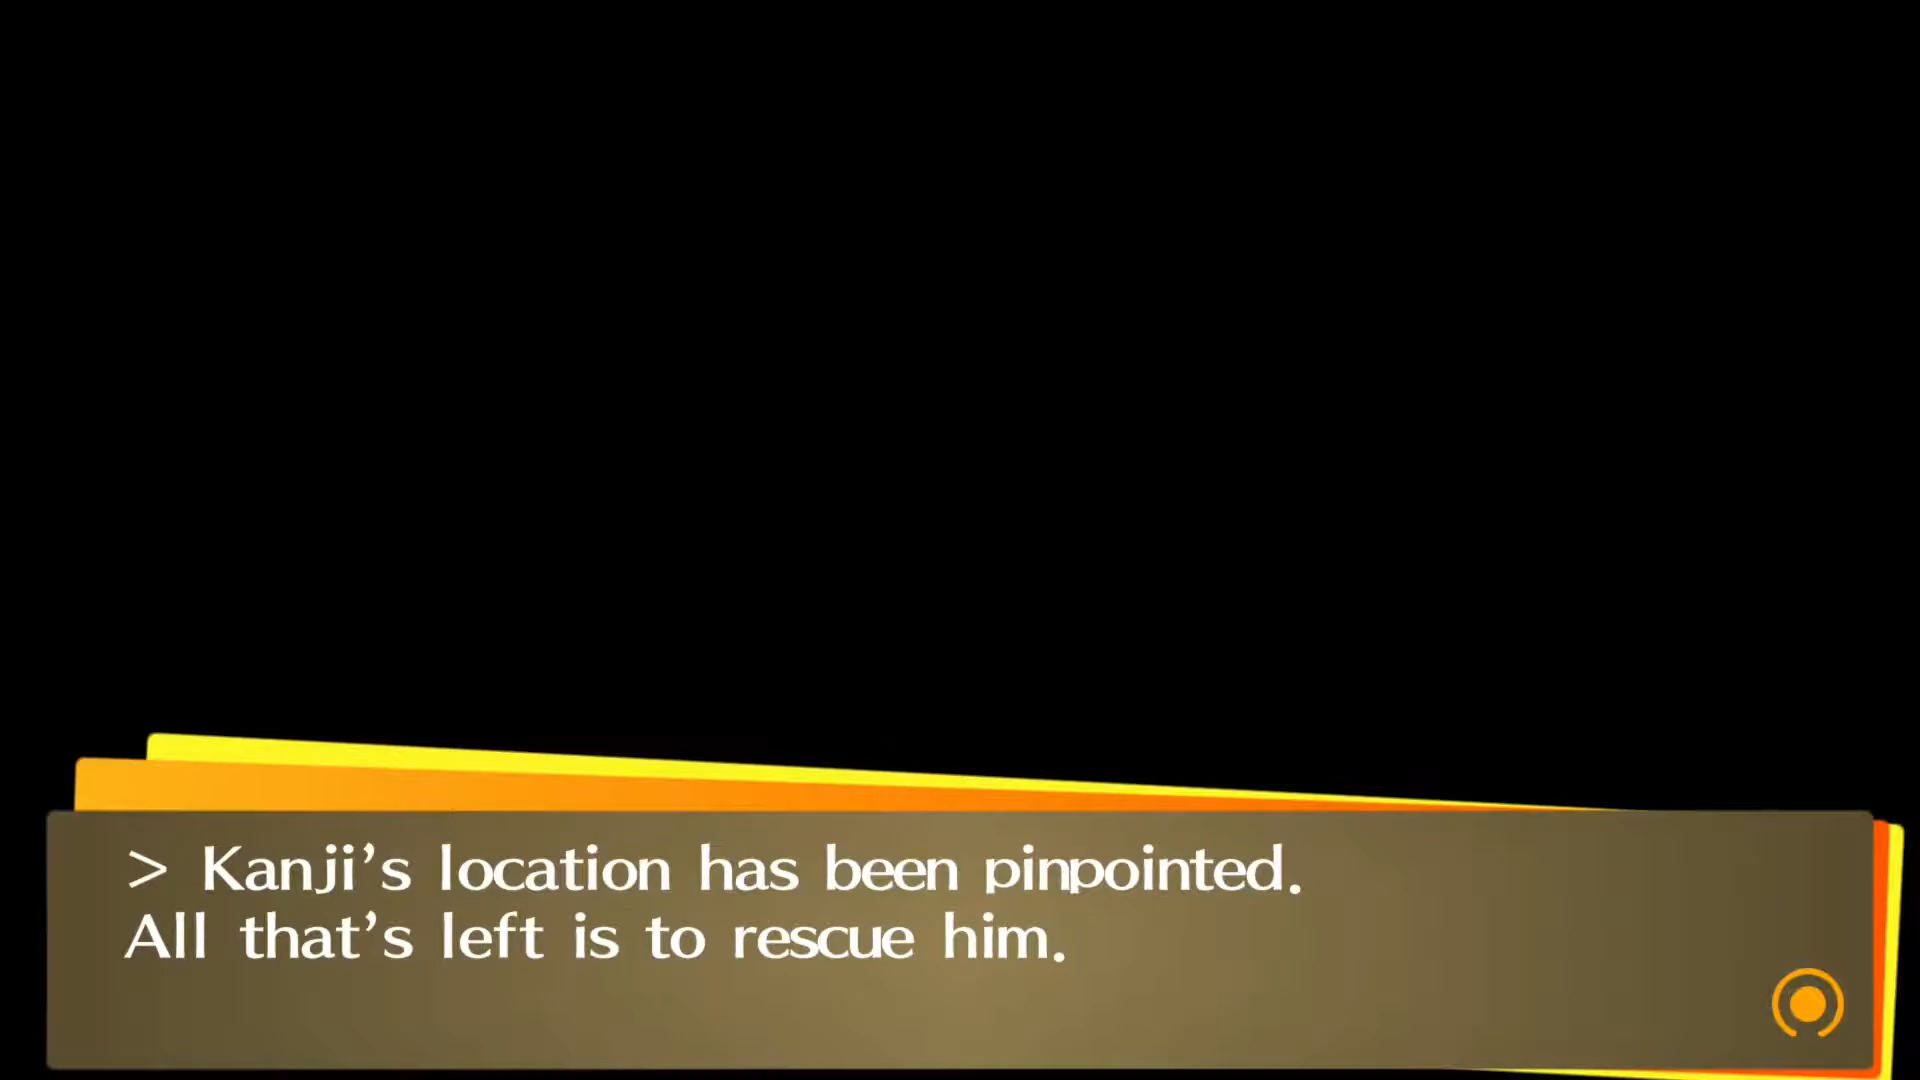 > Kanji’s location has been pinpointed.
All that’s left is to rescue him.